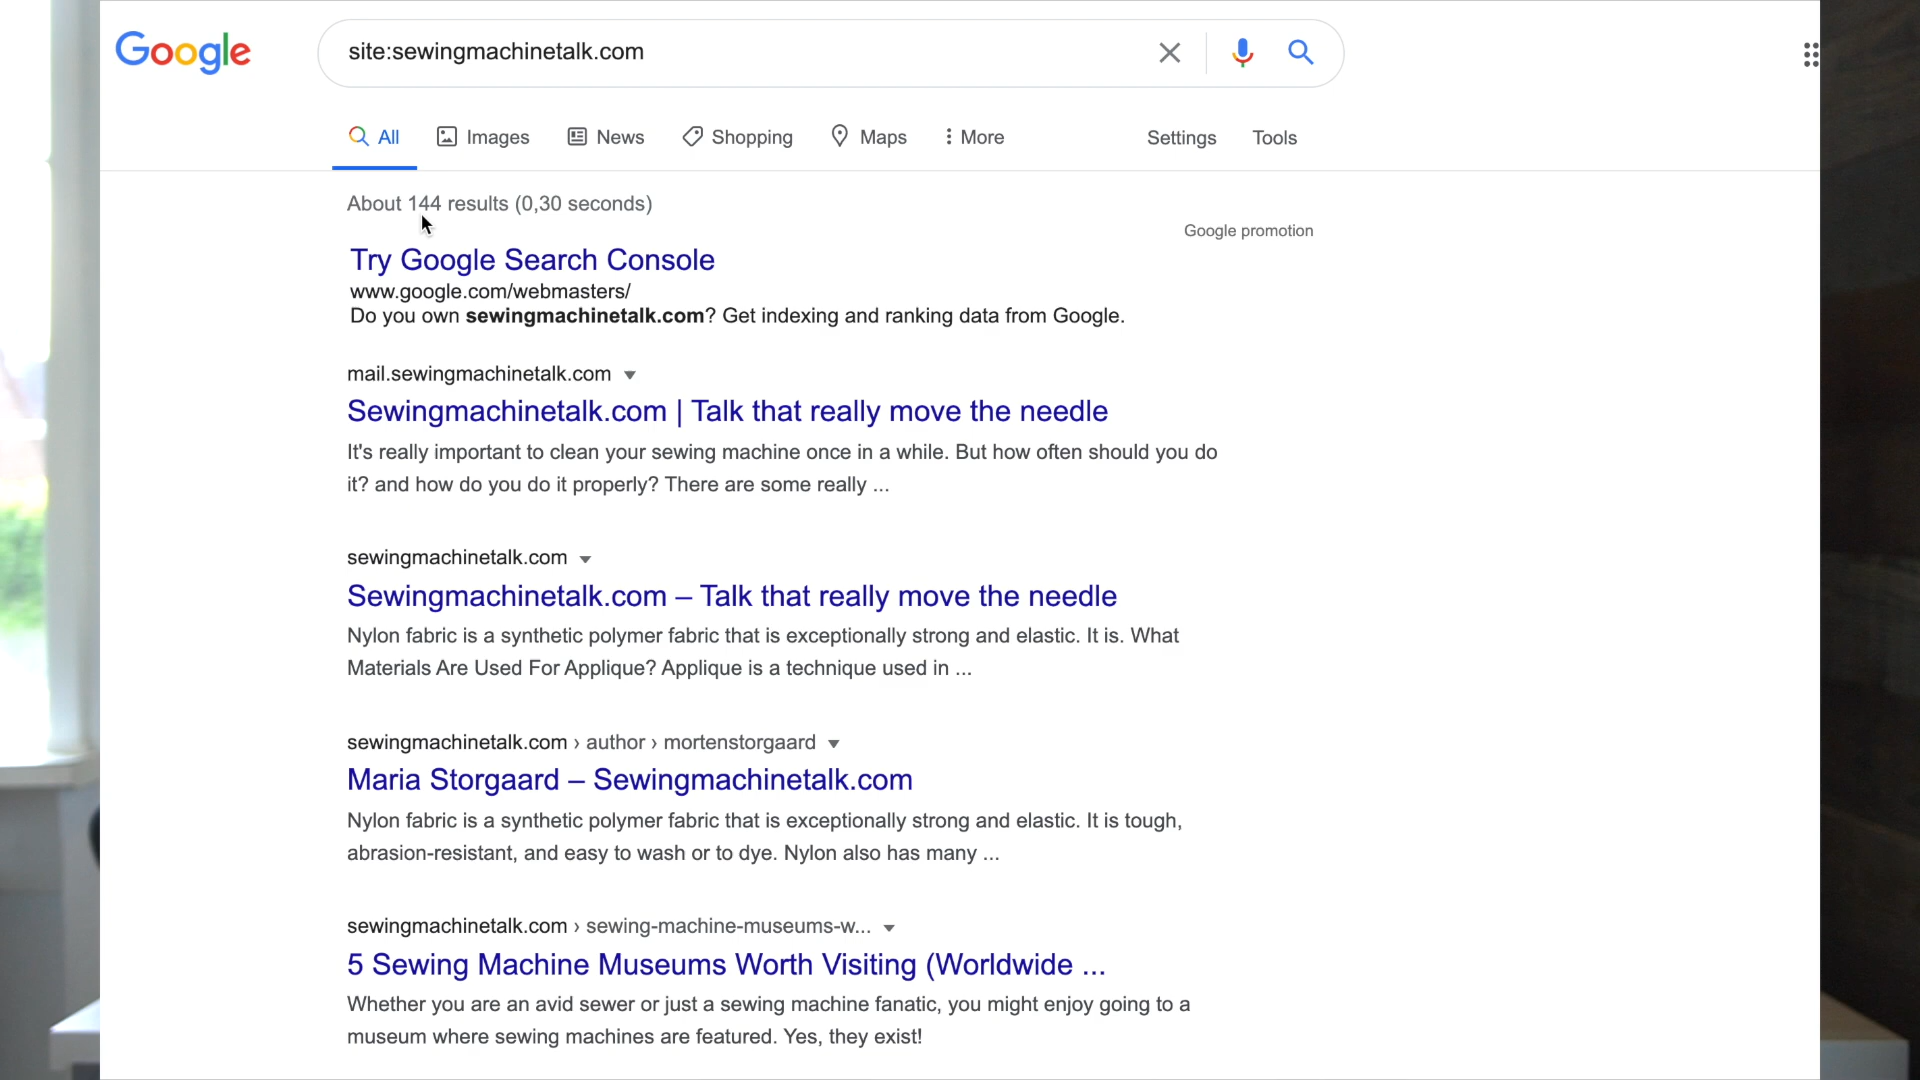 Google
site:sewingmachinetalk.com
All Images News Shopping Maps More Settings Tools
About 144 results (0,30 seconds)
Google promotion
Try Google Search Console
www.google.com/webmasters/
Do you own sewingmachinetalk.com? Get indexing and ranking data from Google.
mail.sewingmachinetalk.com
Sewingmachinetalk.com | Talk that really move the needle
It's really important to clean your sewing machine once in a while. But how often should you do
it? and how do you do it properly? There are some really ...
sewingmachinetalk.com
Sewingmachinetalk.com – Talk that really move the needle
Nylon fabric is a synthetic polymer fabric that is exceptionally strong and elastic. It is. What
Materials Are Used For Applique? Applique is a technique used in ...
sewingmachinetalk.com › author › mortenstorgaard
Maria Storgaard – Sewingmachinetalk.com
Nylon fabric is a synthetic polymer fabric that is exceptionally strong and elastic. It is tough,
abrasion-resistant, and easy to wash or to dye. Nylon also has many ...
sewingmachinetalk.com › sewing-machine-museums-w...
5 Sewing Machine Museums Worth Visiting (Worldwide ...
Whether you are an avid sewer or just a sewing machine fanatic, you might enjoy going to a
museum where sewing machines are featured. Yes, they exist!